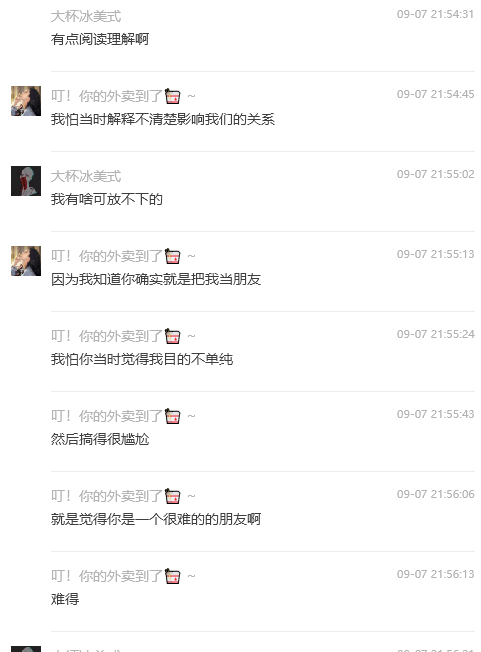 大杯冰美式 09-07 21:54:31
有点阅读理解啊
叮！你的外卖到了 ~ 09-07 21:54:45
我怕当时解释不清楚影响我们的关系
大杯冰美式 09-07 21:55:02
我有啥可放不下的
叮！你的外卖到了 ~ 09-07 21:55:13
因为我知道你确实就是把我当朋友
叮！你的外卖到了 ~ 09-07 21:55:24
我怕你当时觉得我目的不单纯
叮！你的外卖到了 ~ 09-07 21:55:43
然后搞得很尴尬
叮！你的外卖到了 ~ 09-07 21:56:06
就是觉得你是一个很难的的朋友啊
叮！你的外卖到了 ~ 09-07 21:56:13
难得